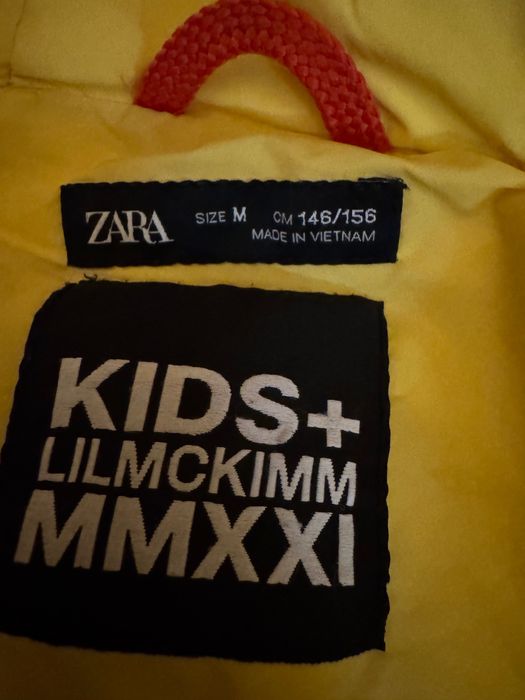 ZARA SIZE M CM 146/156
MADE IN VIETNAM
KIDS+
LILMCKIMM
MMXXI